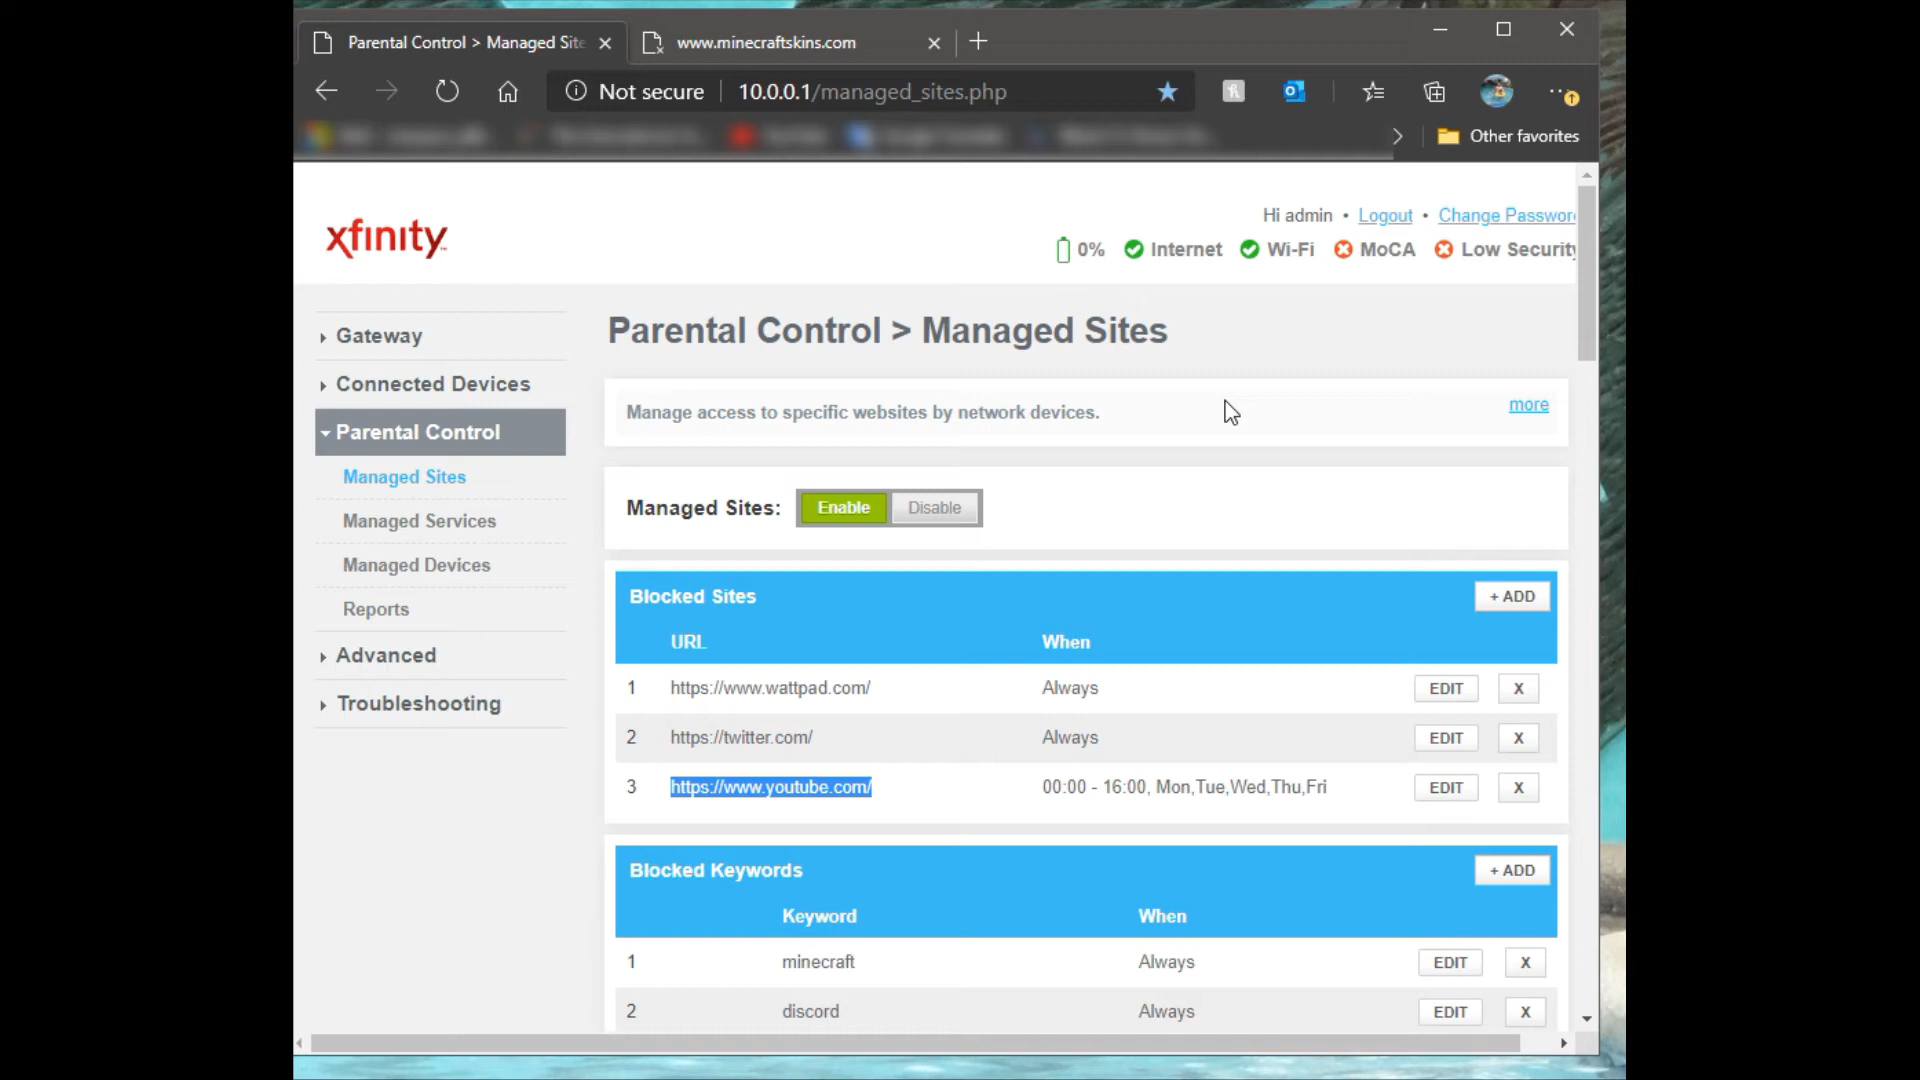 Parental Control > Managed Site
www.minecraftskins.com
Not secure
10.0.0.1/managed_sites.php
Other favorites
xfinity
Hi admin • Logout • Change Password
0% Internet Wi-Fi MoCA Low Security
Gateway
Connected Devices
Parental Control
Managed Sites
Managed Services
Managed Devices
Reports
Advanced
Troubleshooting
Parental Control > Managed Sites
Manage access to specific websites by network devices.
more
Managed Sites: Enable Disable
Blocked Sites + ADD
URL When
1 https://www.wattpad.com/ Always EDIT X
2 https://twitter.com/ Always EDIT X
3 https://www.youtube.com/ 00:00 - 16:00, Mon,Tue,Wed,Thu,Fri EDIT X
Blocked Keywords + ADD
Keyword When
1 minecraft Always EDIT X
2 discord Always EDIT X